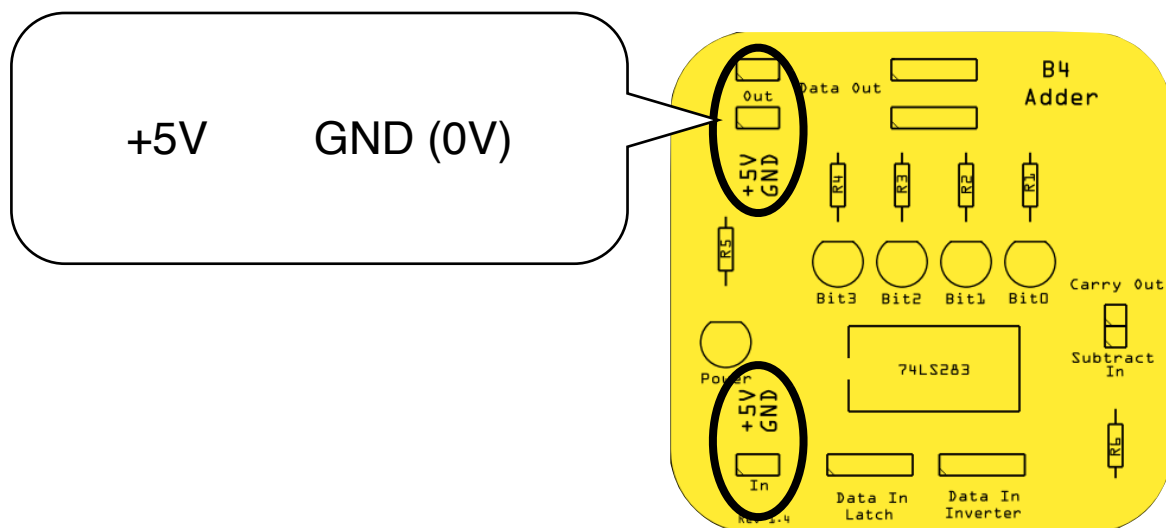 +5V GND (0V)
B4
Adder
Out
Data Out
+5V
GND
R4
R3
R2
R1
R5
Bit3
Bit2
Bit1
Bit0
Carry Out
Subtract
In
Power
74LS283
+5V
GND
R6
In
Data In
Latch
Data In
Inverter
Rev 1.4